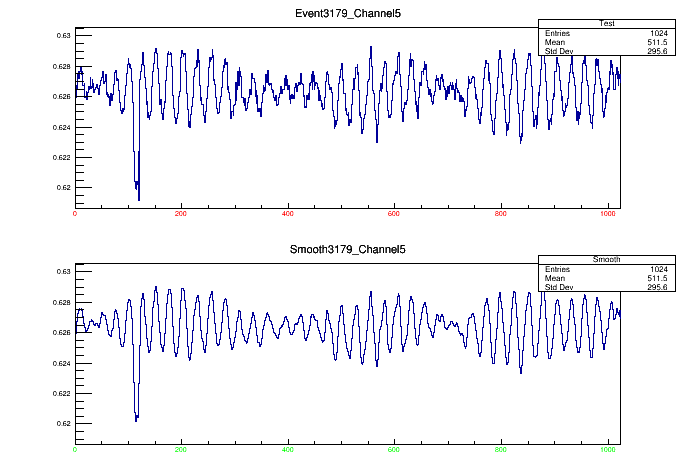 Event3179_Channel5
Test
Entries 1024
Mean 511.5
Std Dev 295.6
0.63
0.628
0.626
0.624
0.622
0.62
0 200 400 600 800 1000
Smooth3179_Channel5
Smooth
Entries 1024
Mean 511.5
Std Dev 295.6
0.63
0.628
0.626
0.624
0.622
0.62
0 200 400 600 800 1000